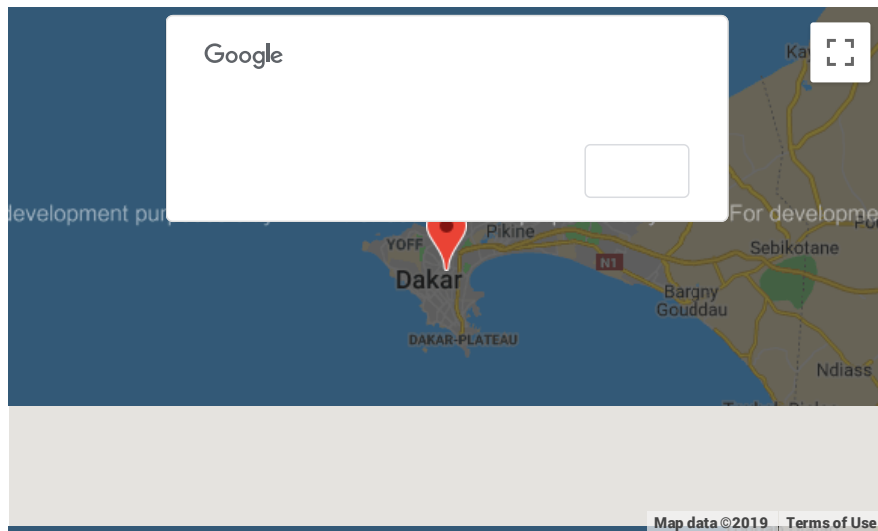 Google
Kay
development pur
For developme
Pikine
YOFF
Sebikotane
N1
Dakar
Bargny
Gouddau
DAKAR-PLATEAU
Ndiass
Map data ©2019
Terms of Use